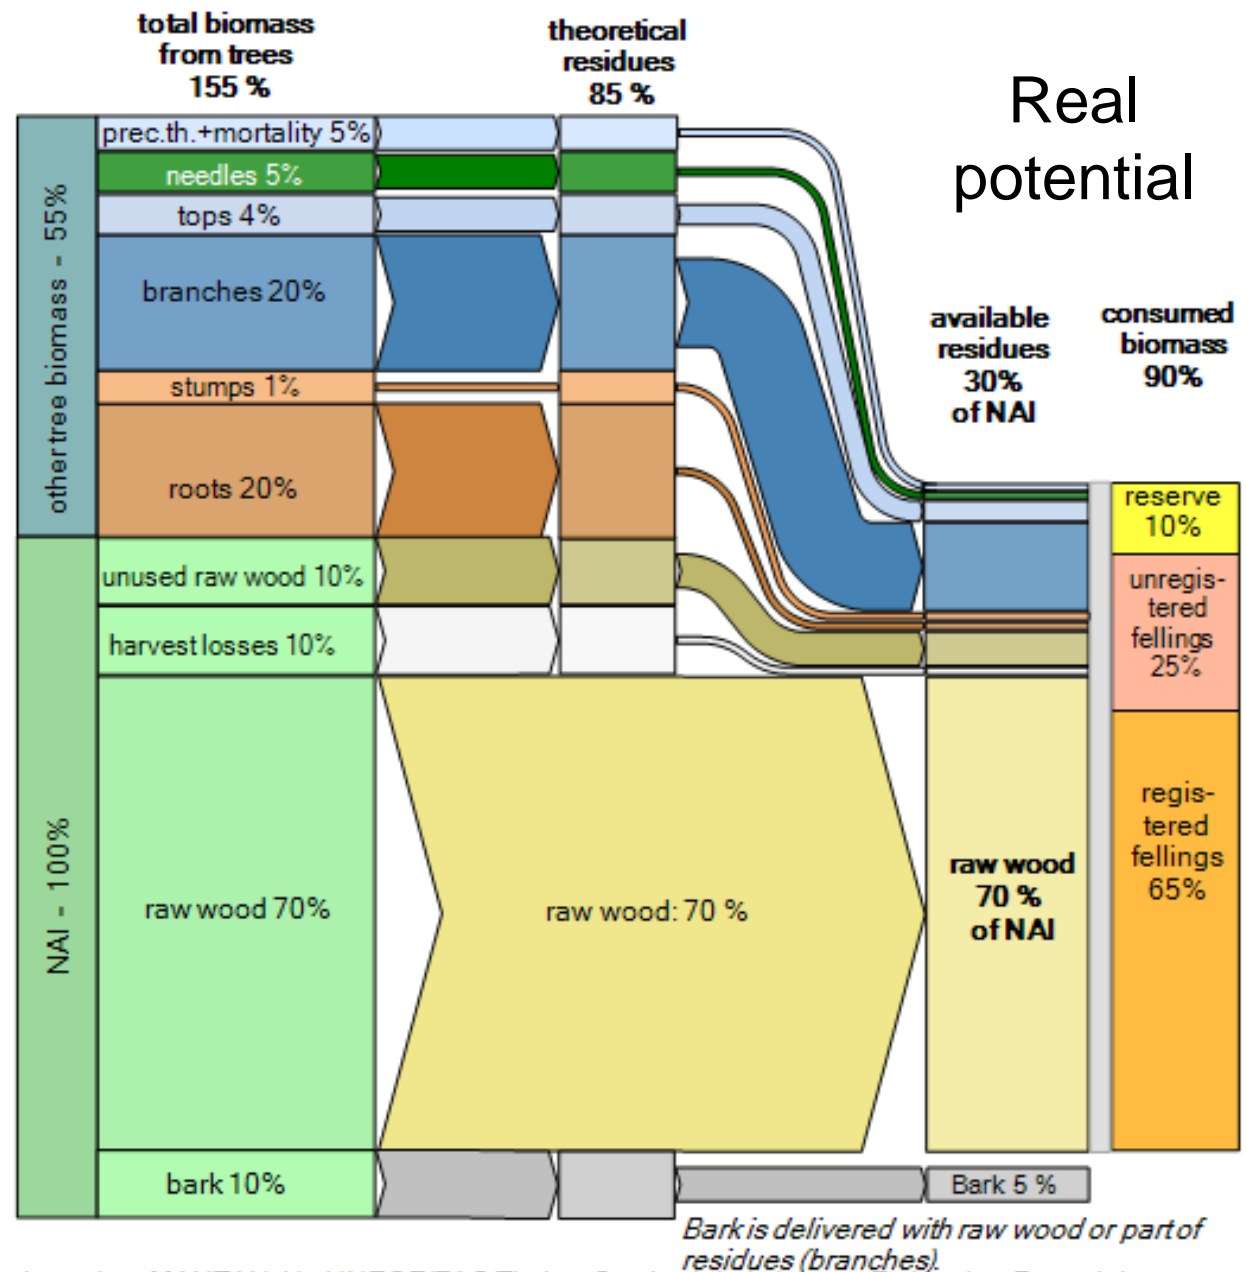 total biomass
from trees
155 %
theoretical
residues
85 %
Real
potential
other tree biomass - 55%
prec.th.+mortality 5%
needles 5%
tops 4%
branches 20%
stumps 1%
roots 20%
NAI - 100%
unused raw wood 10%
harvest losses 10%
raw wood 70%
bark 10%
raw wood: 70 %
available
residues
30%
of NAI
raw wood
70 %
of NAI
Bark 5 %
consumed
biomass
90%
reserve
10%
unregis-
tered
fellings
25%
regis-
tered
fellings
65%
Bark is delivered with raw wood or part of
residues (branches).